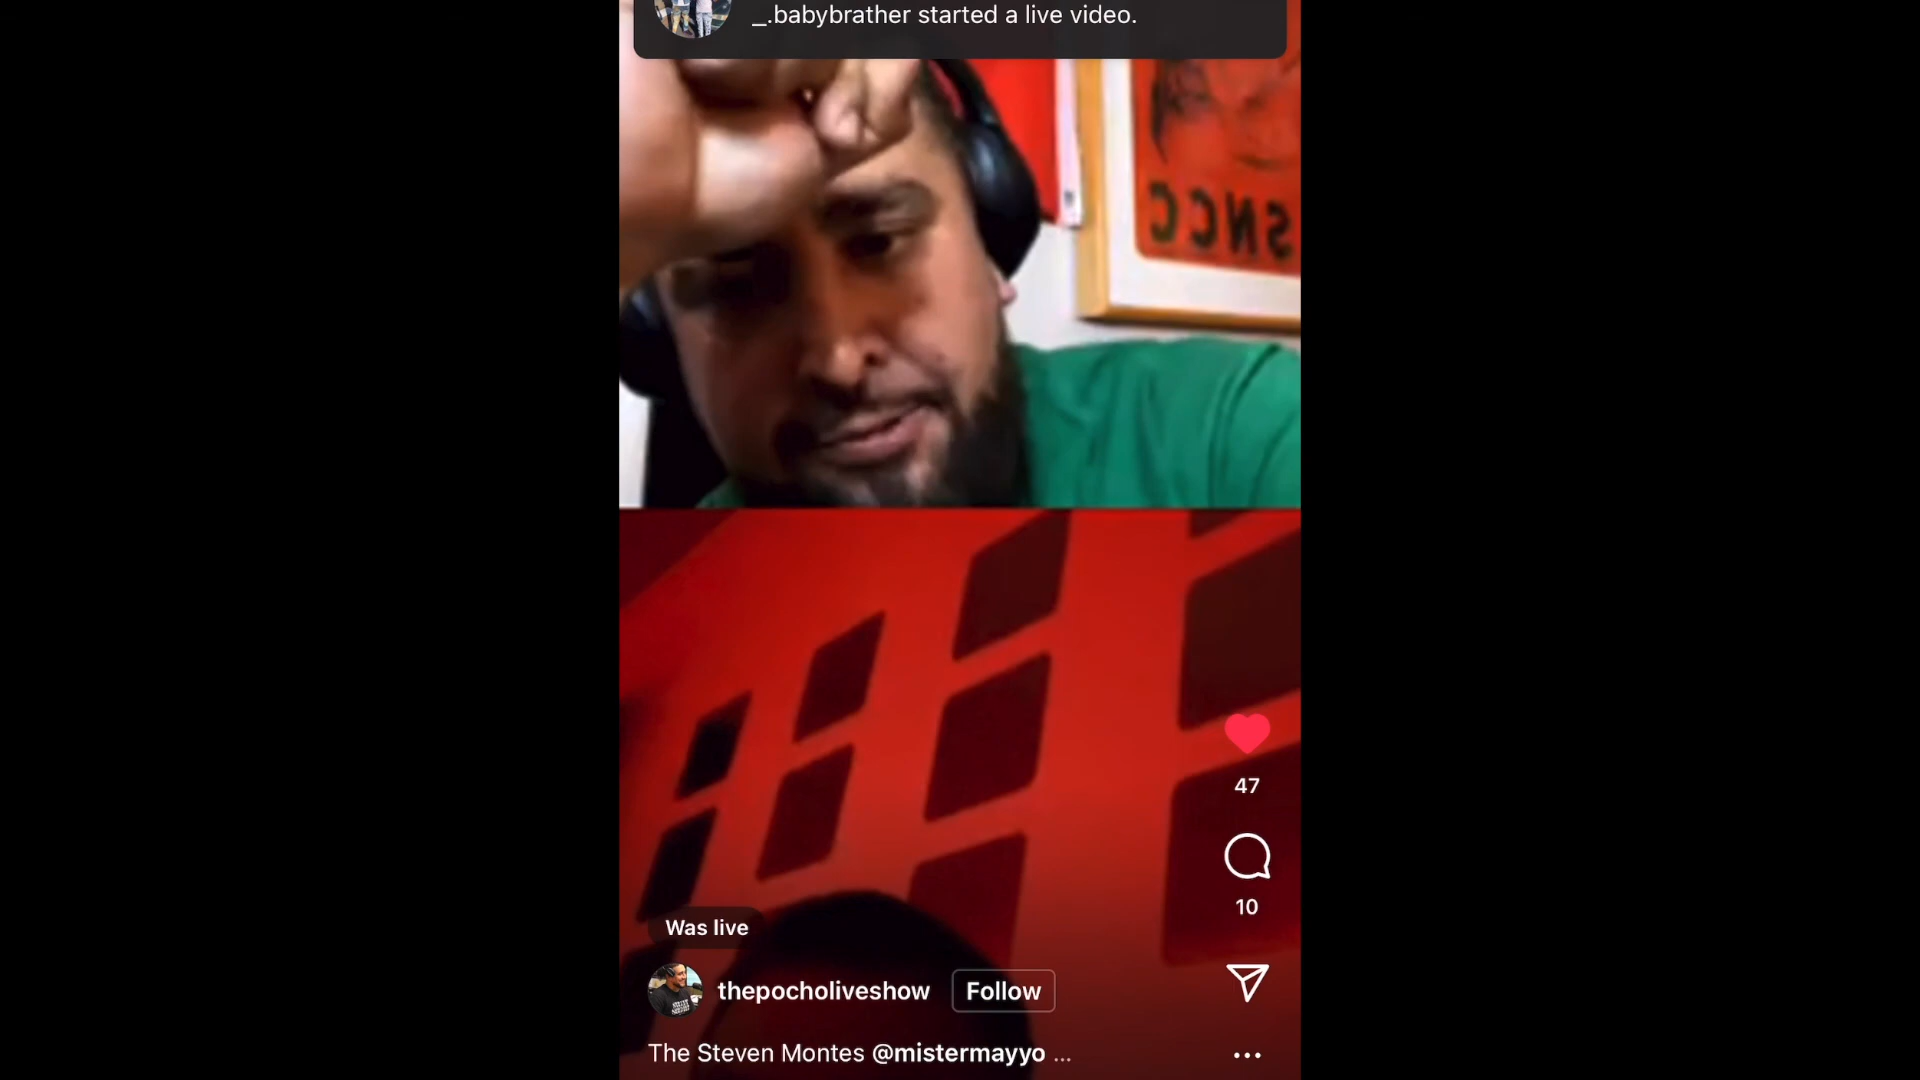 _.babybrather started a live video.
SNCC
Was live
47
10
thepocholiveshow Follow
The Steven Montes @mistermayyo ...